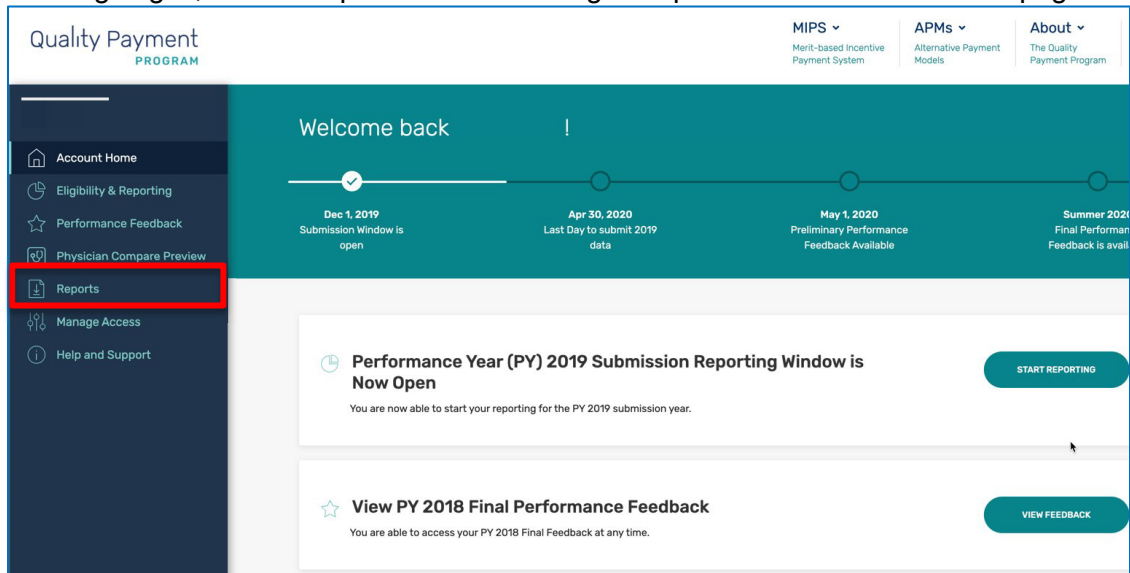 Quality Payment
PROGRAM
MIPS
Merit-based Incentive
Payment System
APMs
Alternative Payment
Models
About
The Quality
Payment Program
Account Home
Eligibility & Reporting
Performance Feedback
Physician Compare Preview
Reports
Manage Access
Help and Support
Welcome back !
Dec 1, 2019
Submission Window is
open
Apr 30, 2020
Last Day to submit 2019
data
May 1, 2020
Preliminary Performance
Feedback Available
Summer
Final
Feedback is
Performance Year (PY) 2019 Submission Reporting Window is
Now Open
You are now able to start your reporting for the PY 2019 submission year.
START REPORTING
View PY 2018 Final Performance Feedback
You are able to access your PY 2018 Final Feedback at any time.
VIEW FEEDBACK